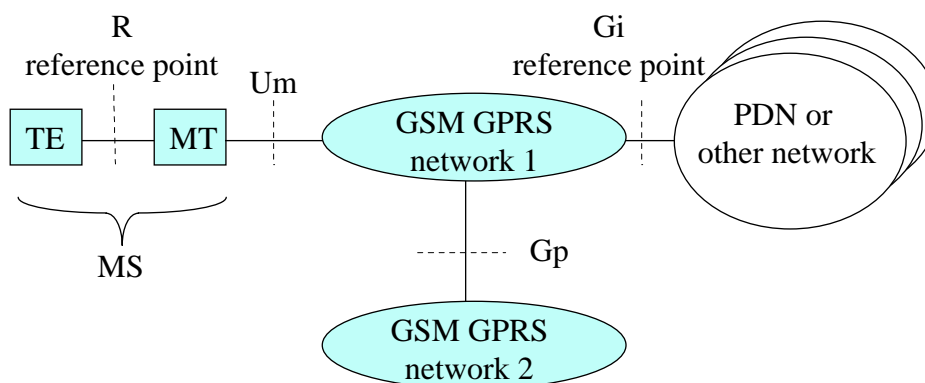 R
reference point
Um
Gi
reference point
TE
MT
GSM GPRS
network 1
PDN or
other network
MS
Gp
GSM GPRS
network 2